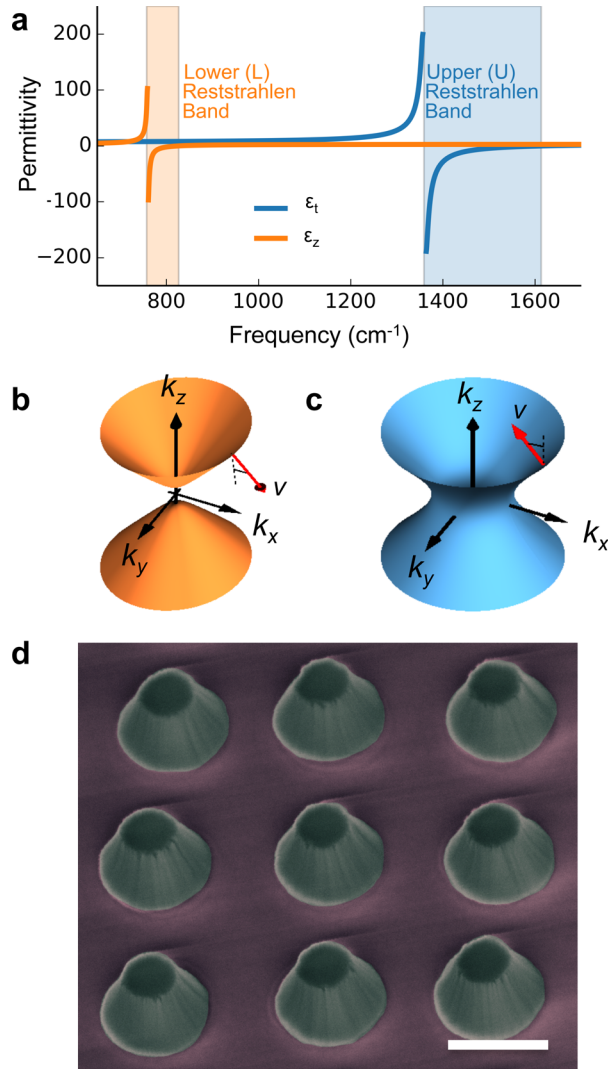 a
200
100
0
-100
−200
Permittivity
Lower (L)
Reststrahlen
Band
Upper (U)
Reststrahlen
Band
εt
εz
800
1000
1200
1400
1600
Frequency (cm⁻¹)
b
kz
v
kx
ky
c
kz
v
kx
ky
d